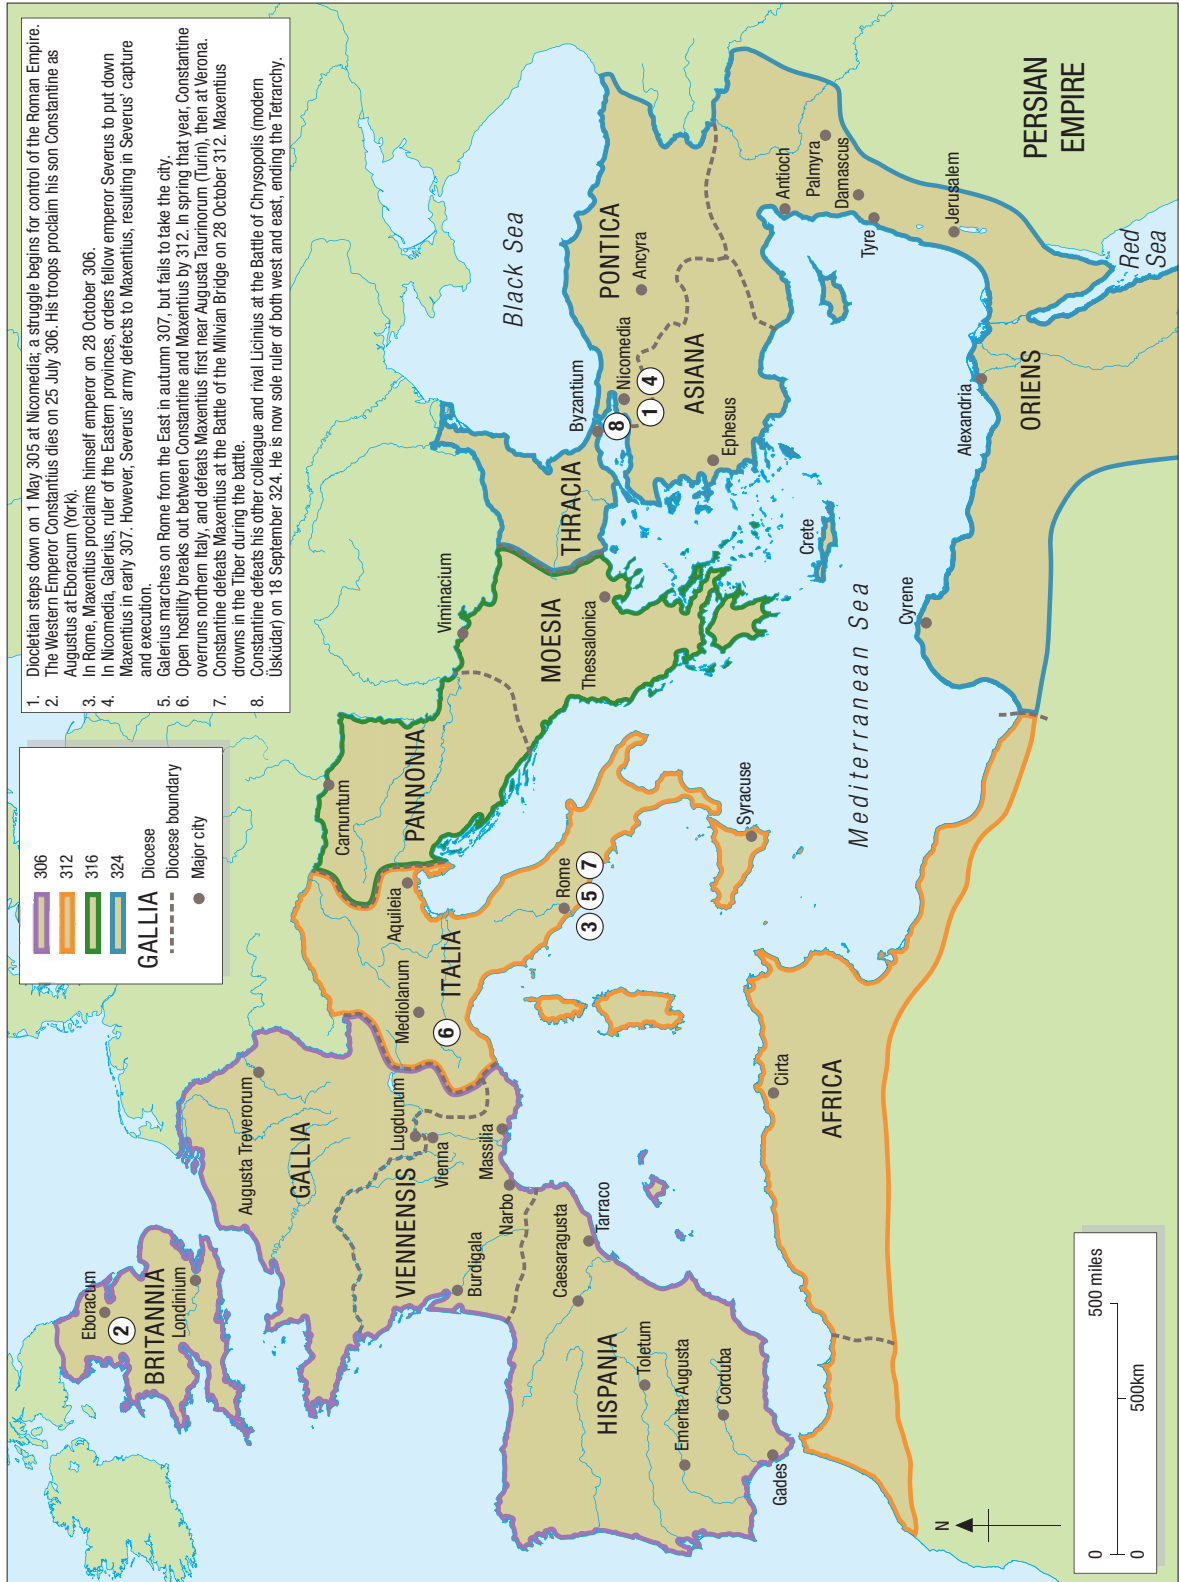 1. Diocletian steps down on 1 May 305 at Nicomedia; a struggle begins for control of the Roman Empire.
2. The Western Emperor Constantius dies on 25 July 306. His troops proclaim his son Constantine as
Augustus at Eboracum (York).
3. In Rome, Maxentius proclaims himself emperor on 28 October 306.
4. In Nicomedia, Galerius, ruler of the Eastern provinces, orders fellow emperor Severus to put down
Maxentius in early 307. However, Severus’ army defects to Maxentius, resulting in Severus’ capture
and execution.
5. Galerius marches on Rome from the East in autumn 307, but fails to take the city.
6. Open hostility breaks out between Constantine and Maxentius by 312. In spring that year, Constantine
overruns northern Italy, and defeats Maxentius first near Augusta Taurinorum (Turin), then at Verona.
7. Constantine defeats Maxentius at the Battle of the Milvian Bridge on 28 October 312. Maxentius
drowns in the Tiber during the battle.
8. Constantine defeats his other colleague and rival Licinius at the Battle of Chrysopolis (modern
Üsküdar) on 18 September 324. He is now sole ruler of both west and east, ending the Tetrarchy.
306
312
316
324
GALLIA Diocese
Diocese boundary
Major city
Eboracum
2
BRITANNIA
Londinium
Augusta Treverorum
GALLIA
VIENNENSIS
Lugdunum
Vienna
Massilia
Narbo
Burdigala
Caesaragusta
Tarraco
HISPANIA
Toletum
Emerita Augusta
Corduba
Gades
Mediolanum
6
ITALIA
Aquileia
Rome
3 5 7
Syracuse
Carnuntum
PANNONIA
Viminacium
MOESIA
Thessalonica
THRACIA
Byzantium
8
Nicomedia
1 4
Black Sea
PONTICA
Ancyra
ASIANA
Ephesus
Crete
Mediterranean Sea
Cyrene
Alexandria
ORIENS
Antioch
Palmyra
Damascus
Tyre
Jerusalem
Red
Sea
PERSIAN
EMPIRE
Cirta
AFRICA
N
0 500 miles
0 500km